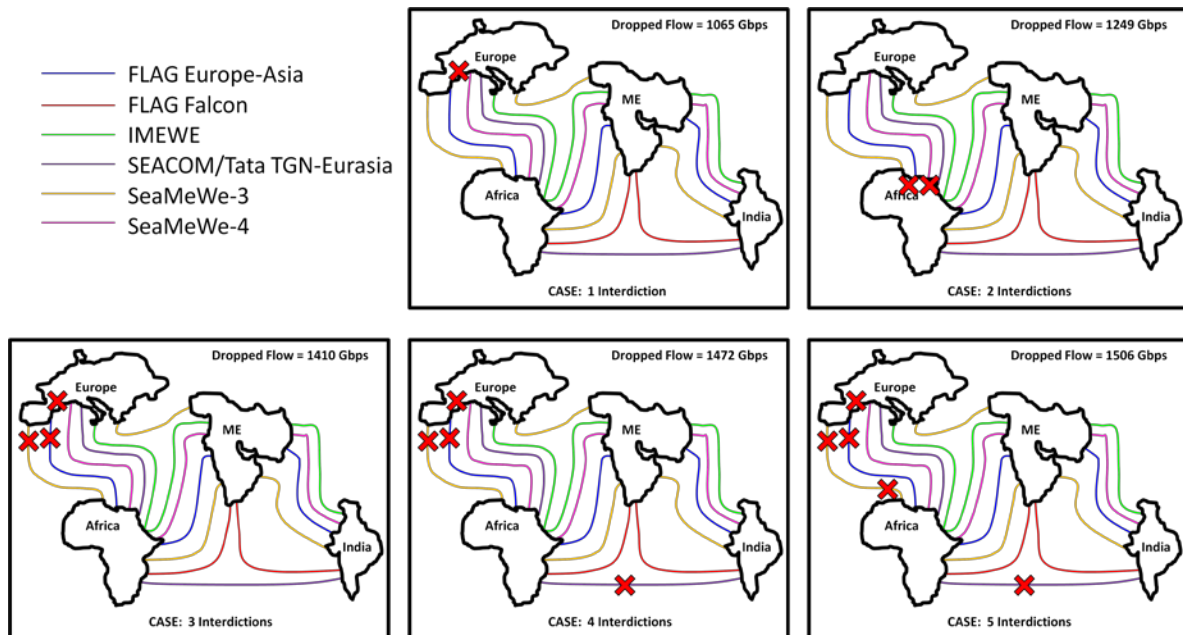 FLAG Europe-Asia
FLAG Falcon
IMEWE
SEACOM/Tata TGN-Eurasia
SeaMeWe-3
SeaMeWe-4
Dropped Flow = 1065 Gbps
Europe
ME
Africa
India
CASE: 1 Interdiction
Dropped Flow = 1249 Gbps
Europe
ME
Africa
India
CASE: 2 Interdictions
Dropped Flow = 1410 Gbps
Europe
ME
Africa
India
CASE: 3 Interdictions
Dropped Flow = 1472 Gbps
Europe
ME
Africa
India
CASE: 4 Interdictions
Dropped Flow = 1506 Gbps
Europe
ME
Africa
India
CASE: 5 Interdictions